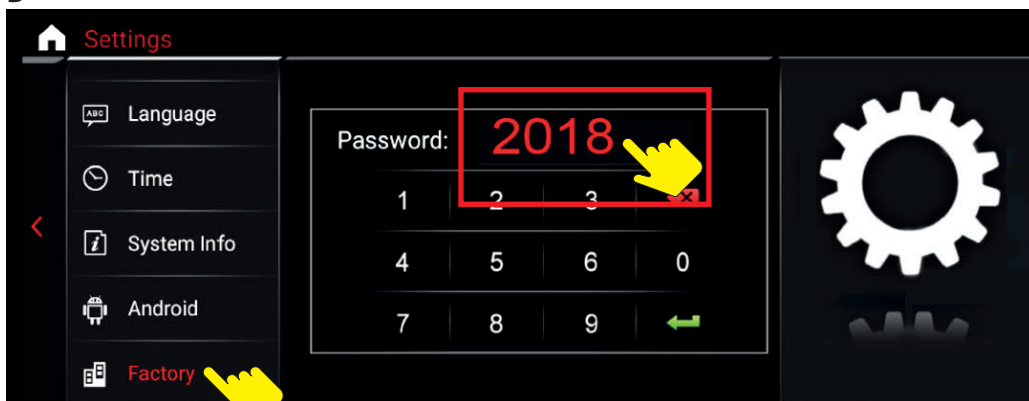 Settings
ABC
Language
Time
i
System Info
Android
Factory
Password: 2018
1 2 3
4 5 6 0
7 8 9